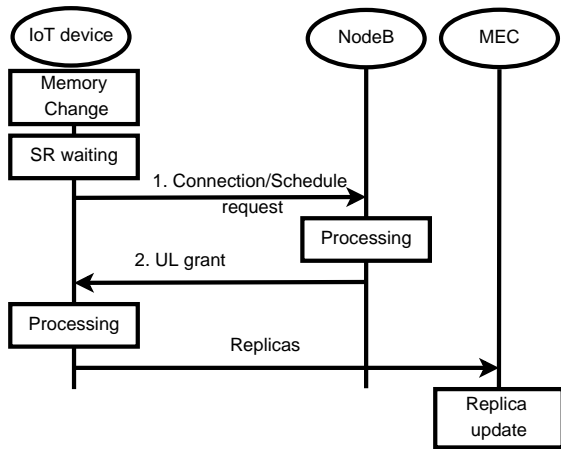 IoT device
NodeB
MEC
Memory
Change
SR waiting
1. Connection/Schedule
request
Processing
2. UL grant
Processing
Replicas
Replica
update